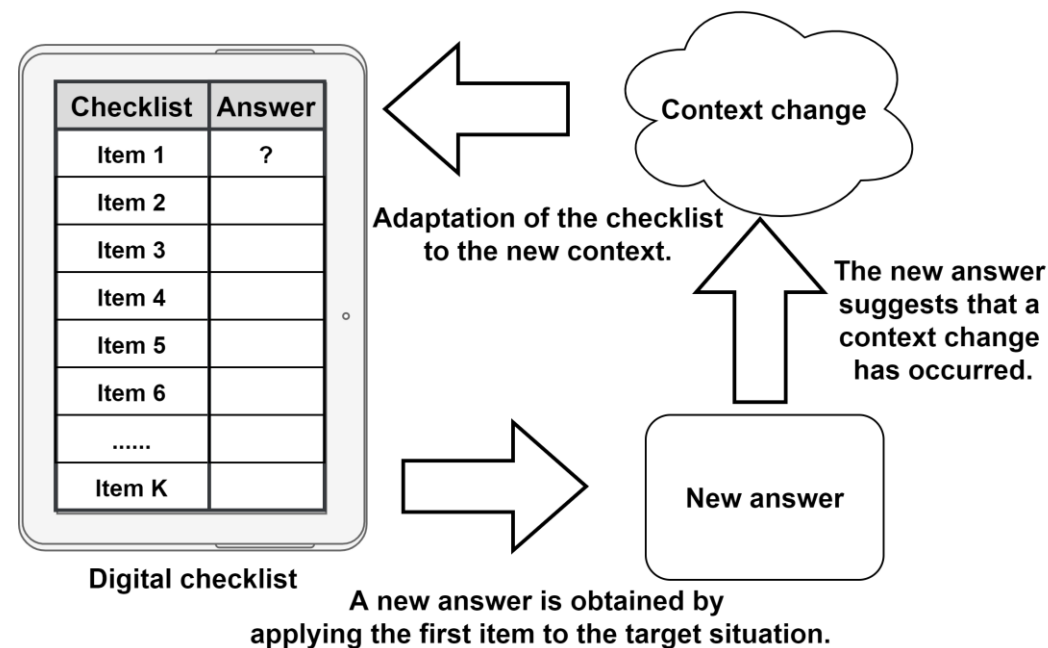 Checklist Answer
Item 1 ?
Item 2
Item 3
Item 4
Item 5
Item 6
......
Item K
Digital checklist
Context change
Adaptation of the checklist
to the new context.
The new answer
suggests that a
context change
has occurred.
New answer
A new answer is obtained by
applying the first item to the target situation.